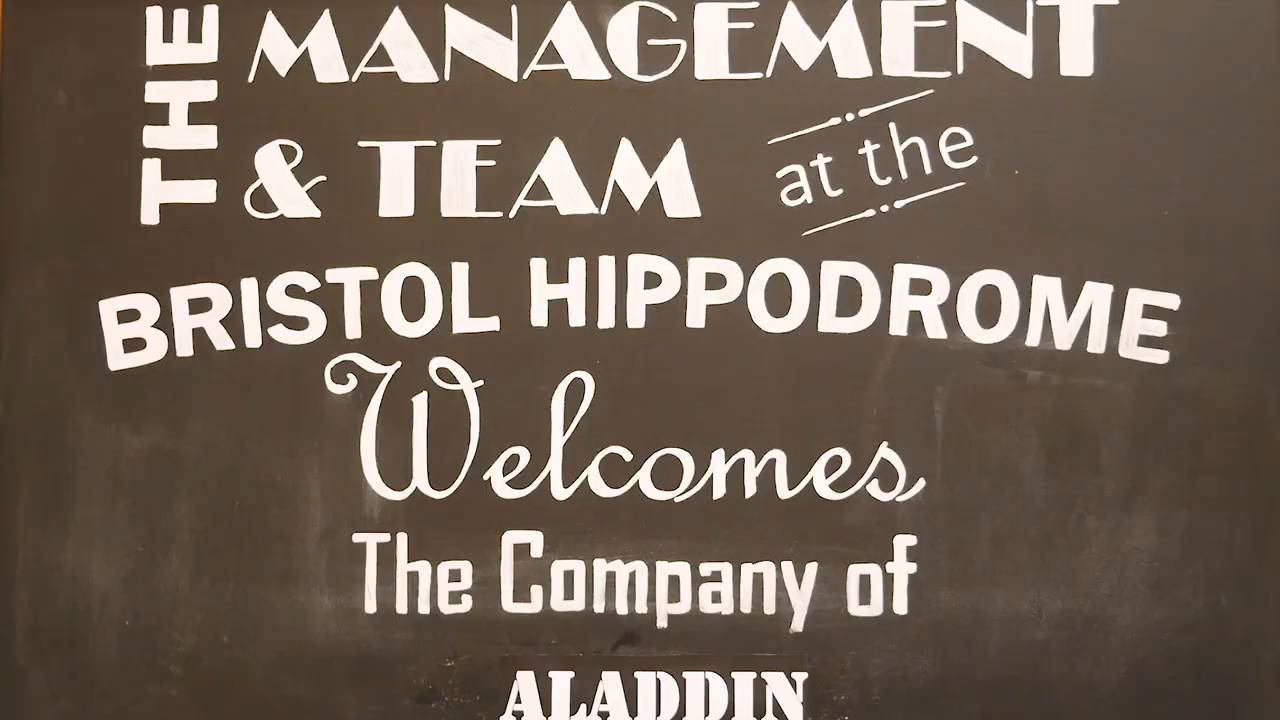 THE MANAGEMENT
& TEAM at the
BRISTOL HIPPODROME
Welcomes
The Company of
ALADDIN